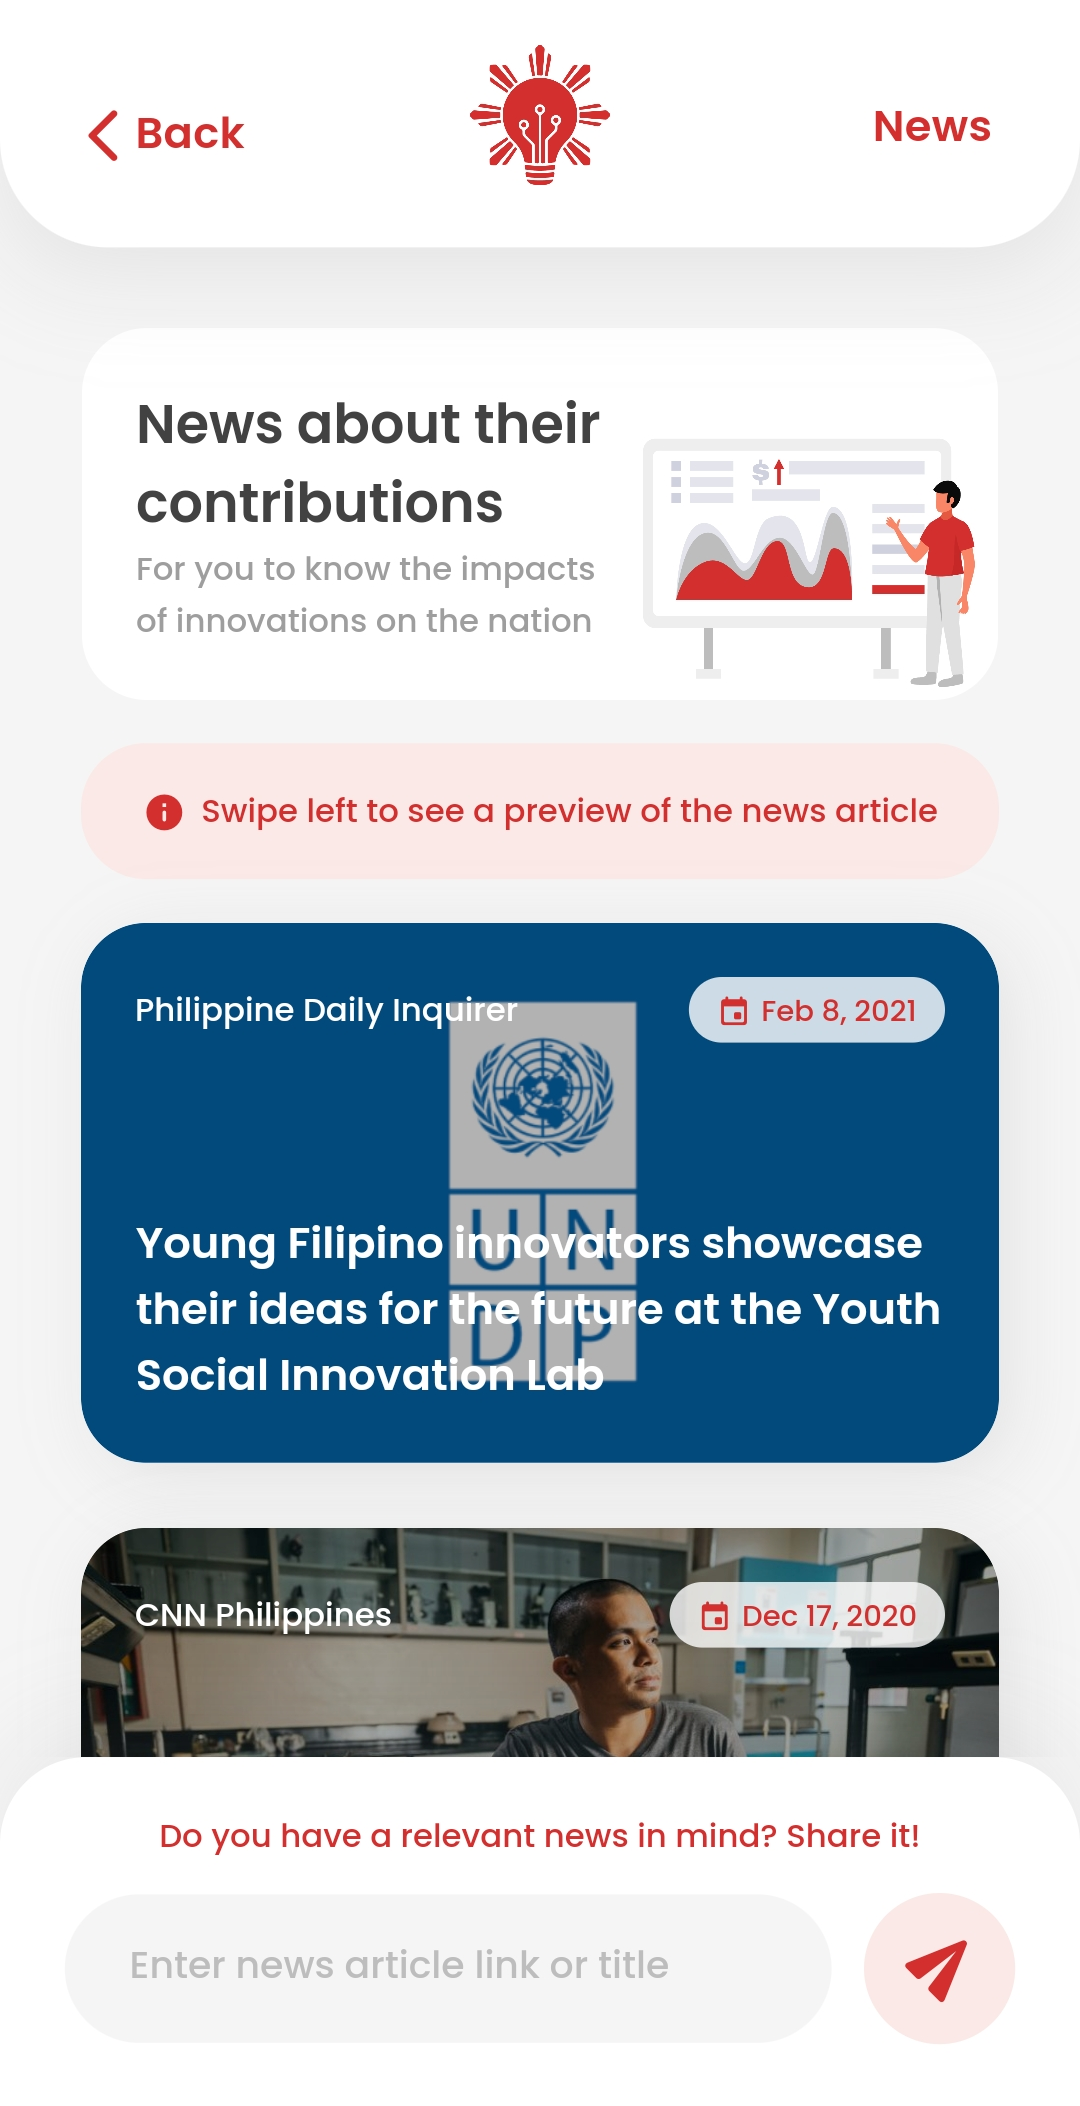 Back
News
News about their
contributions
For you to know the impacts
of innovations on the nation
$
Swipe left to see a preview of the news article
Philippine Daily Inquirer
Feb 8, 2021
U N
D P
Young Filipino innovators showcase
their ideas for the future at the Youth
Social Innovation Lab
CNN Philippines
Dec 17, 2020
Do you have a relevant news in mind? Share it!
Enter news article link or title